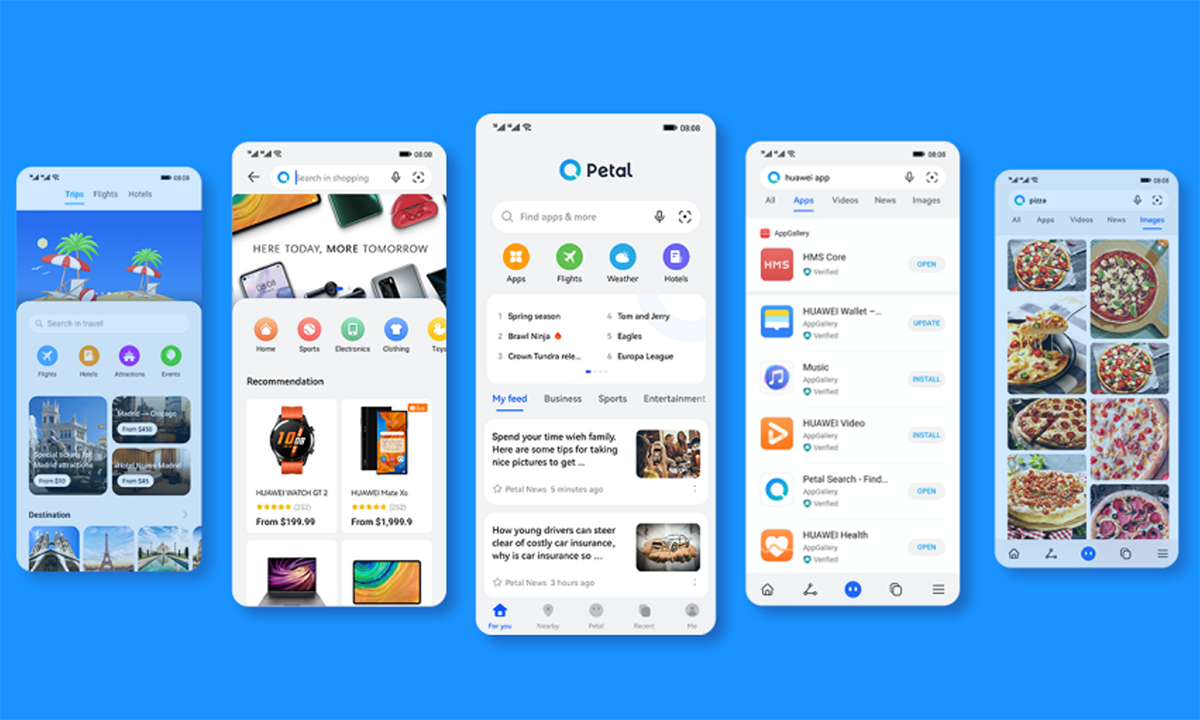 08:08
Trips Flights Hotels
Search in travel
Flights Hotels Attractions Events
Special tickets for
Madrid attractions
From $10
Madrid → Chicago
From $450
Hotel Nuevo Madrid
From $45
Destination
08:08
Search in shopping
HERE TODAY, MORE TOMORROW
08:08
Home Sports Electronics Clothing Toys
Recommendation
HUAWEI WATCH GT 2
(252)
From $199.99
HUAWEI Mate Xs
(252)
From $1,999.9
08:08
Petal
Find apps & more
Apps Flights Weather Hotels
1 Spring season
2 Brawl Ninja
3 Crown Tundra rele...
4 Tom and Jerry
5 Eagles
6 Europa League
My feed Business Sports Entertainment
Spend your time wieh family.
Here are some tips for taking
nice pictures to get ...
Petal News 5 minutes ago
How young drivers can steer
clear of costly car insurance,
why is car insurance so ...
Petal News 3 hours ago
For you Nearby Petal Recent Me
08:08
huawei app
All Apps Videos News Images
AppGallery
HMS
HMS Core
Verified
OPEN
HUAWEI Wallet –...
AppGallery
Verified
UPDATE
Music
AppGallery
Verified
INSTALL
HUAWEI Video
AppGallery
Verified
INSTALL
Petal Search - Find...
AppGallery
Verified
OPEN
HUAWEI Health
AppGallery
Verified
OPEN
08:08
pizza
All Apps Videos News Images